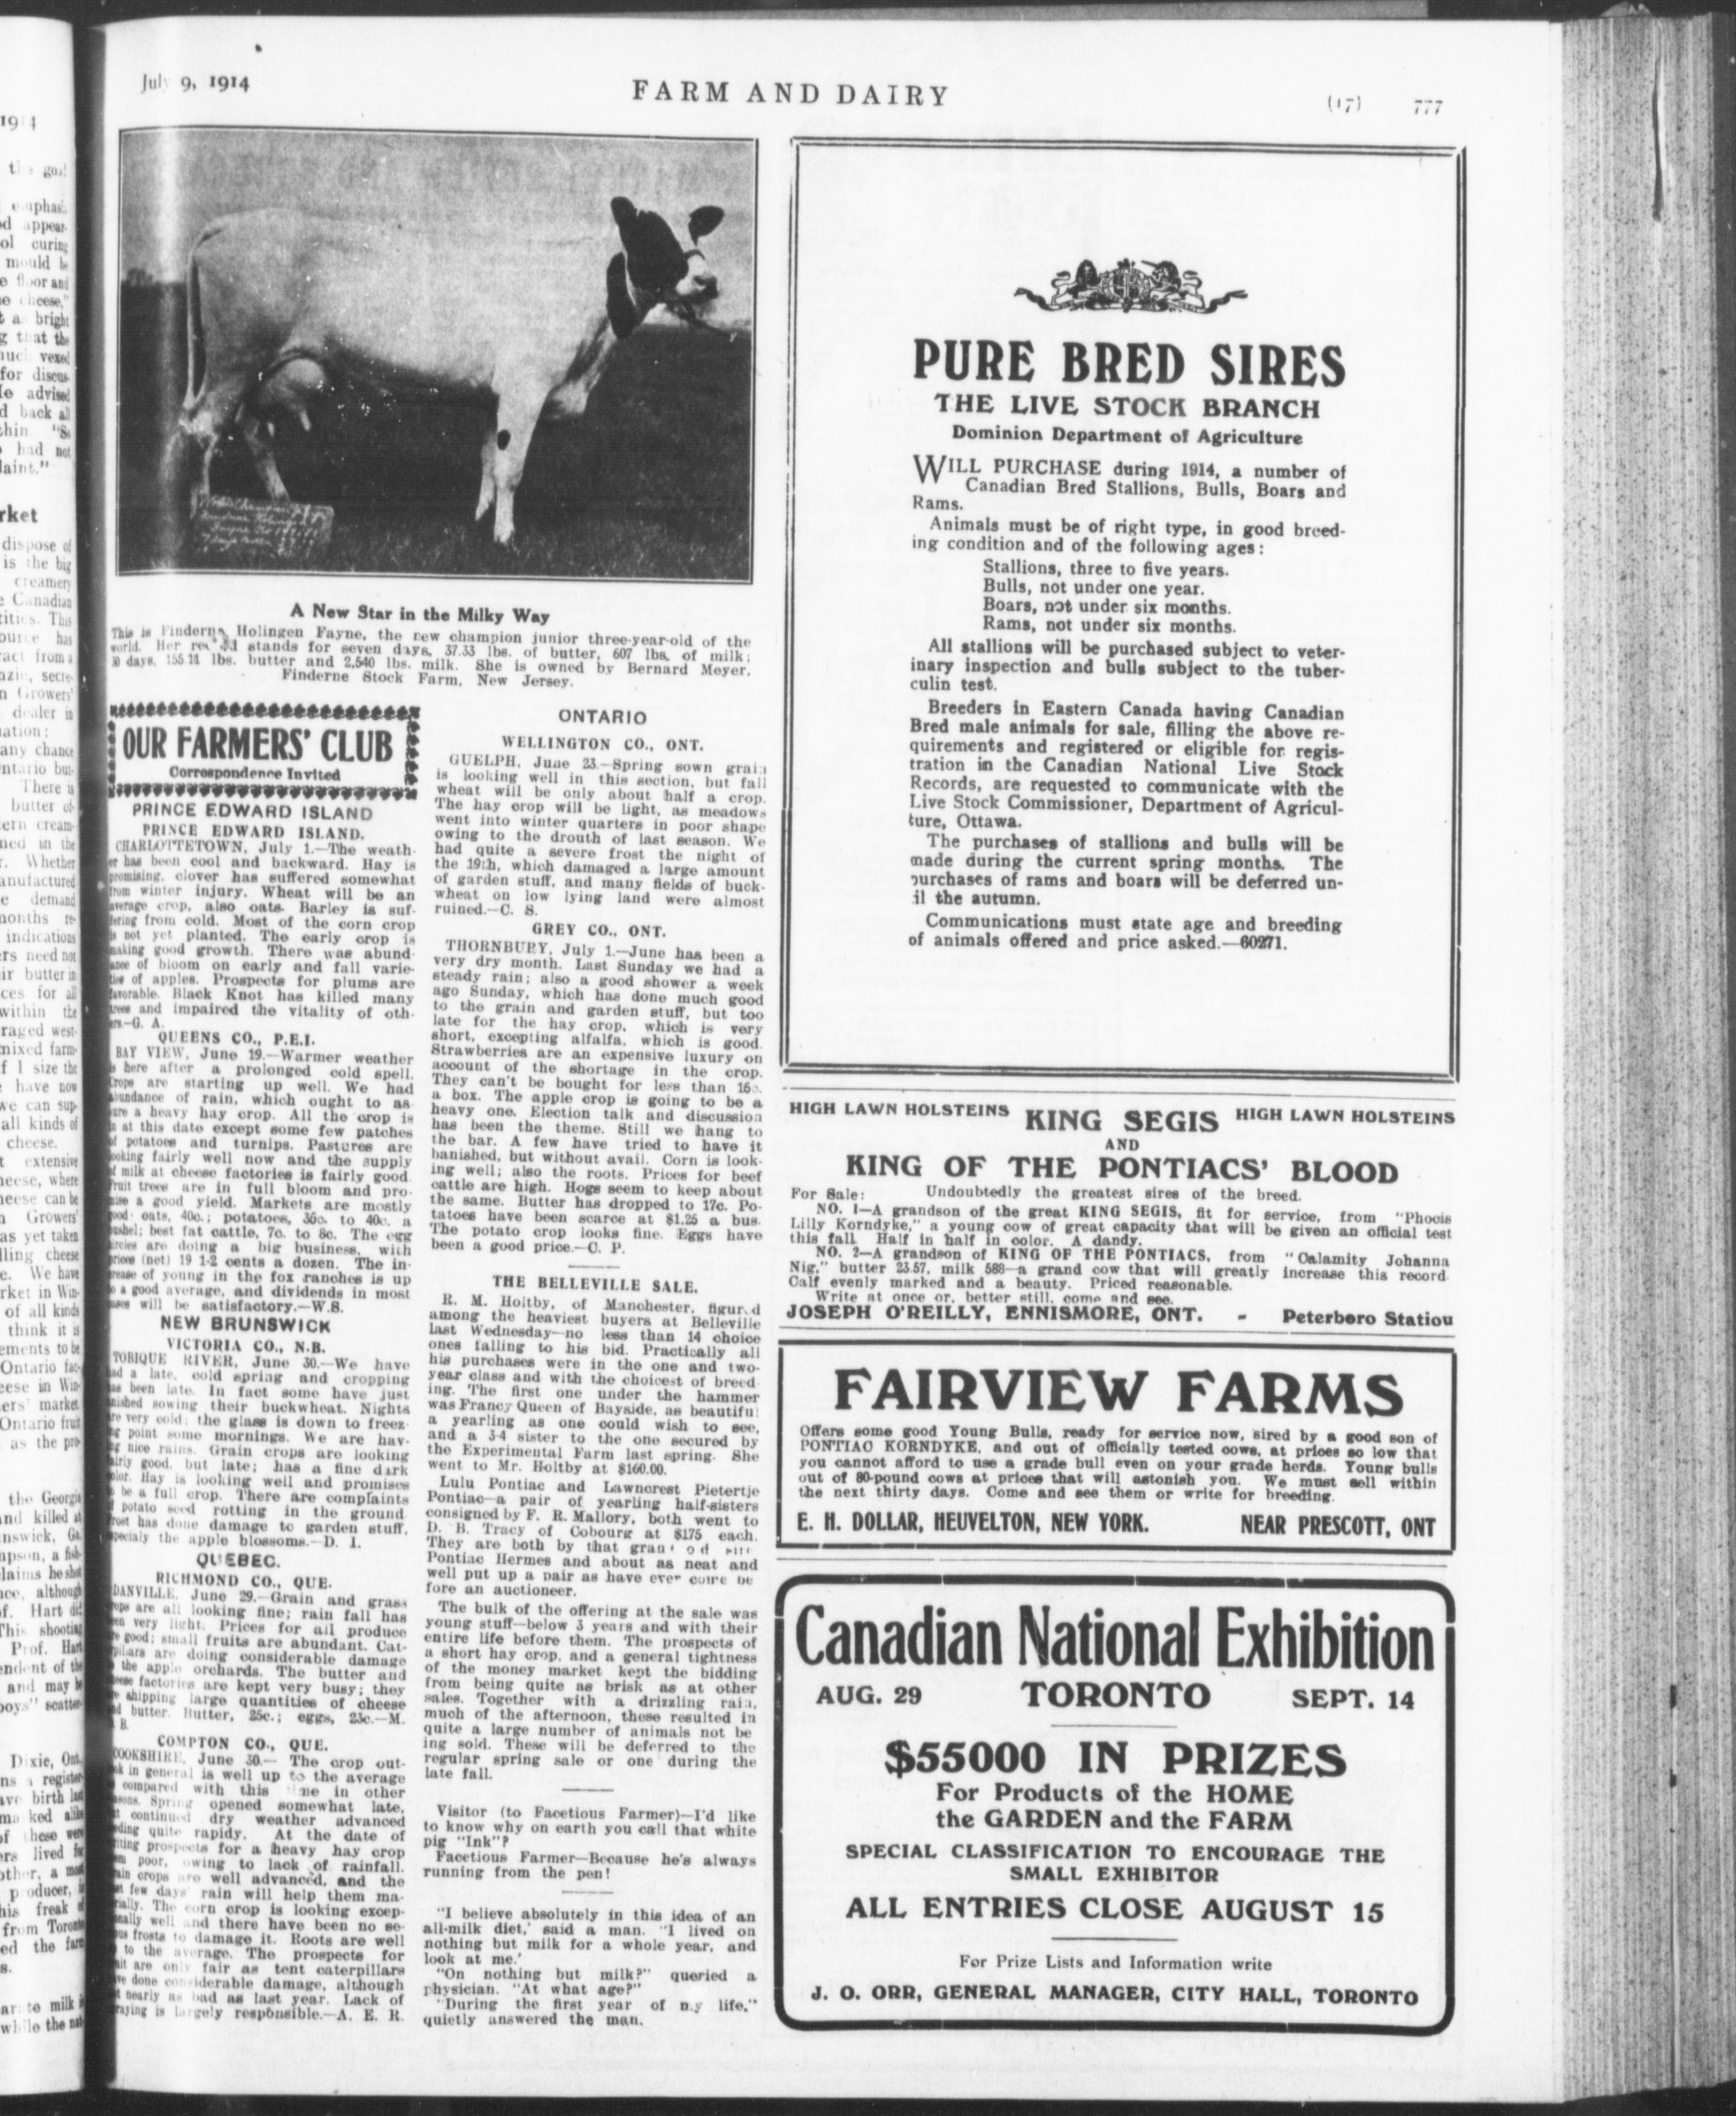 July 9, 1914
FARM AND DAIRY
(17) 777
A New Star in the Milky Way
This is Finderne Holingen Fayne, the new champion junior three-year-old of the
world. Her record stands for seven days, 37.33 lbs. of butter, 607 lbs. of milk;
30 days, 155.11 lbs. butter and 2,540 lbs. milk. She is owned by Bernard Meyer,
Finderne Stock Farm, New Jersey.
OUR FARMERS' CLUB
Correspondence Invited
PRINCE EDWARD ISLAND
PRINCE EDWARD ISLAND.
CHARLOTTETOWN, July 1.—The weath-
er has been cool and backward. Hay is
promising, clover has suffered somewhat
from winter injury. Wheat will be an
average crop, also oats. Barley is suf-
fering from cold. Most of the corn crop
is not yet planted. The early crop is
making good growth. There was abund-
ance of bloom on early and fall varie-
ties of apples. Prospects for plums are
favorable. Black Knot has killed many
trees and impaired the vitality of oth-
ers.—G. A.
QUEENS CO., P.E.I.
BAY VIEW, June 19.—Warmer weather
is here after a prolonged cold spell.
Crops are starting up well. We had
abundance of rain, which ought to as-
sure a heavy hay crop. All the crop is
in at this date except some few patches
of potatoes and turnips. Pastures are
looking fairly well now and the supply
of milk at cheese factories is fairly good.
Fruit trees are in full bloom and pro-
mise a good yield. Markets are mostly
good: oats, 40c.; potatoes, 35c. to 40c. a
bushel; best fat cattle, 7c. to 8c. The egg
circles are doing a big business, with
prices (net) 19 1-2 cents a dozen. The in-
crease of young in the fox ranches is up
to a good average, and dividends in most
cases will be satisfactory.—W.S.
NEW BRUNSWICK
VICTORIA CO., N.B.
TOBIQUE RIVER, June 30.—We have
had a late, cold spring and cropping
has been late. In fact some have just
finished sowing their buckwheat. Nights
are very cold; the glass is down to freez-
ing point some mornings. We are hav-
ing nice rains. Grain crops are looking
fairly good, but late; has a fine dark
color. Hay is looking well and promises
to be a full crop. There are complaints
of potato seed rotting in the ground.
Frost has done damage to garden stuff,
especialy the apple blossoms.—D. I.
QUEBEC.
RICHMOND CO., QUE.
DANVILLE, June 29.—Grain and grass
crops are all looking fine; rain fall has
been very light. Prices for all produce
are good; small fruits are abundant. Cat-
erpillars are doing considerable damage
to the apple orchards. The butter and
cheese factories are kept very busy; they
are shipping large quantities of cheese
and butter. Butter, 25c.; eggs, 23c.—M.
B.
COMPTON CO., QUE.
COOKSHIRE, June 30.—The crop out-
look in general is well up to the average
as compared with this time in other
seasons. Spring opened somewhat late,
but continued dry weather advanced
seeding quite rapidy. At the date of
writing prospects for a heavy hay crop
seem poor, owing to lack of rainfall.
Grain crops are well advanced, and the
last few days' rain will help them ma-
terially. The corn crop is looking excep-
tionally well and there have been no se-
rious frosts to damage it. Roots are well
up to the average. The prospects for
fruit are only fair as tent caterpillars
have done considerable damage, although
not nearly as bad as last year. Lack of
spraying is largely responsible.—A. E. R.
ONTARIO
WELLINGTON CO., ONT.
GUELPH, June 23.—Spring sown grain
is looking well in this section, but fall
wheat will be only about half a crop.
The hay crop will be light, as meadows
went into winter quarters in poor shape
owing to the drouth of last season. We
had quite a severe frost the night of
the 19th, which damaged a large amount
of garden stuff, and many fields of buck-
wheat on low lying land were almost
ruined.—C. S.
GREY CO., ONT.
THORNBURY, July 1.—June has been a
very dry month. Last Sunday we had a
steady rain; also a good shower a week
ago Sunday, which has done much good
to the grain and garden stuff, but too
late for the hay crop, which is very
short, excepting alfalfa, which is good.
Strawberries are an expensive luxury on
account of the shortage in the crop.
They can't be bought for less than 15c.
a box. The apple crop is going to be a
heavy one. Election talk and discussion
has been the theme. Still we hang to
the bar. A few have tried to have it
banished, but without avail. Corn is look-
ing well; also the roots. Prices for beef
cattle are high. Hogs seem to keep about
the same. Butter has dropped to 17c. Po-
tatoes have been scarce at $1.25 a bus.
The potato crop looks fine. Eggs have
been a good price.—C. P.
THE BELLEVILLE SALE.
R. M. Holtby, of Manchester, figured
among the heaviest buyers at Belleville
last Wednesday—no less than 14 choice
ones falling to his bid. Practically all
his purchases were in the one and two-
year class and with the choicest of breed-
ing. The first one under the hammer
was Francy Queen of Bayside, as beautiful
a yearling as one could wish to see,
and a 3-4 sister to the one secured by
the Experimental Farm last spring. She
went to Mr. Holtby at $160.00.
Lulu Pontiac and Lawncrest Pietertje
Pontiac—a pair of yearling half-sisters
consigned by F. R. Mallory, both went to
D. B. Tracy of Cobourg at $175 each.
They are both by that grand old sire
Pontiac Hermes and about as neat and
well put up a pair as have ever come be-
fore an auctioneer.
The bulk of the offering at the sale was
young stuff—below 3 years and with their
entire life before them. The prospects of
a short hay crop, and a general tightness
of the money market kept the bidding
from being quite as brisk as at other
sales. Together with a drizzling rain,
much of the afternoon, these resulted in
quite a large number of animals not be-
ing sold. These will be deferred to the
regular spring sale or one during the
late fall.
Visitor (to Facetious Farmer)—I'd like
to know why on earth you call that white
pig "Ink"?
Facetious Farmer—Because he's always
running from the pen!
"I believe absolutely in this idea of an
all-milk diet,' said a man. "I lived on
nothing but milk for a whole year, and
look at me.'
"On nothing but milk?" queried a
physician. "At what age?"
"During the first year of my life,"
quietly answered the man.
PURE BRED SIRES
THE LIVE STOCK BRANCH
Dominion Department of Agriculture
WILL PURCHASE during 1914, a number of
Canadian Bred Stallions, Bulls, Boars and
Rams.
Animals must be of right type, in good breed-
ing condition and of the following ages:
Stallions, three to five years.
Bulls, not under one year.
Boars, not under six months.
Rams, not under six months.
All stallions will be purchased subject to veter-
inary inspection and bulls subject to the tuber-
culin test.
Breeders in Eastern Canada having Canadian
Bred male animals for sale, filling the above re-
quirements and registered or eligible for regis-
tration in the Canadian National Live Stock
Records, are requested to communicate with the
Live Stock Commissioner, Department of Agricul-
ture, Ottawa.
The purchases of stallions and bulls will be
made during the current spring months. The
purchases of rams and boars will be deferred un-
til the autumn.
Communications must state age and breeding
of animals offered and price asked.—60271.
HIGH LAWN HOLSTEINS KING SEGIS HIGH LAWN HOLSTEINS
AND
KING OF THE PONTIACS' BLOOD
For Sale: Undoubtedly the greatest sires of the breed.
NO. 1—A grandson of the great KING SEGIS, fit for service, from "Phocis
Lilly Korndyke," a young cow of great capacity that will be given an official test
this fall. Half in half in color. A dandy.
NO. 2—A grandson of KING OF THE PONTIACS, from "Calamity Johanna
Nig," butter 23.57, milk 588—a grand cow that will greatly increase this record.
Calf evenly marked and a beauty. Priced reasonable.
Write at once or, better still, come and see.
JOSEPH O'REILLY, ENNISMORE, ONT. - Peterboro Station
FAIRVIEW FARMS
Offers some good Young Bulls, ready for service now, sired by a good son of
PONTIAC KORNDYKE, and out of officially tested cows, at prices so low that
you cannot afford to use a grade bull even on your grade herds. Young bulls
out of 80-pound cows at prices that will astonish you. We must sell within
the next thirty days. Come and see them or write for breeding.
E. H. DOLLAR, HEUVELTON, NEW YORK. NEAR PRESCOTT, ONT
Canadian National Exhibition
AUG. 29 TORONTO SEPT. 14
$55000 IN PRIZES
For Products of the HOME
the GARDEN and the FARM
SPECIAL CLASSIFICATION TO ENCOURAGE THE
SMALL EXHIBITOR
ALL ENTRIES CLOSE AUGUST 15
For Prize Lists and Information write
J. O. ORR, GENERAL MANAGER, CITY HALL, TORONTO